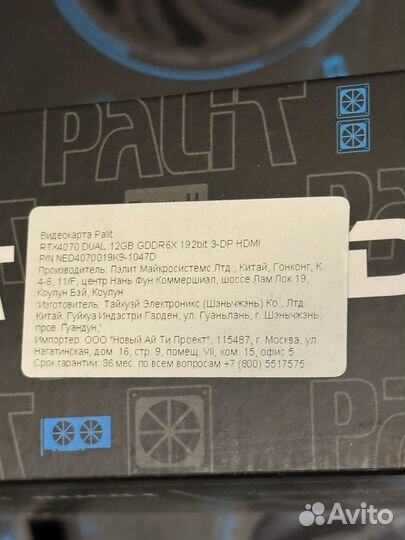 PALIT
Видеокарта Palit
RTX4070 DUAL 12GB GDDR6X 192bit 3-DP HDMI
P/N NED4070019K9-1047D
Производитель: Пэлит Майкросистемс Лтд., Китай, Гонконг, К.
4-6, 11/F, центр Нань Фун Коммершиал, шоссе Лам Лок 19,
Коулун Бэй, Коулун
Изготовитель: Тайхуэй Электроникс (Шэньчжэнь) Ко., Лтд.
Китай, Гуйхуа Индастри Гарден, ул. Гуаньлань, г. Шэньчжэнь
пров. Гуандун,
Импортер: ООО "Новый Ай Ти Проект", 115487, г. Москва, ул.
Нагатинская, дом 16, стр. 9, помещ. VII, ком. 15, офис 5
Срок гарантии: 36 мес. по всем вопросам +7 (800) 5517575
PALIT
Avito